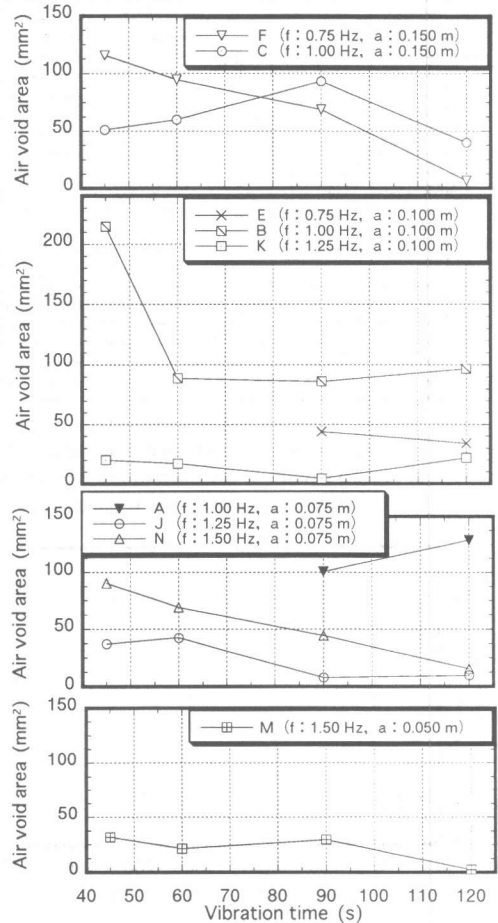 150
F (f:0.75 Hz, a:0.150 m)
C (f:1.00 Hz, a:0.150 m)
100
50
0
Air void area (mm²)
E (f:0.75 Hz, a:0.100 m)
B (f:1.00 Hz, a:0.100 m)
K (f:1.25 Hz, a:0.100 m)
200
150
100
50
0
Air void area (mm²)
A (f:1.00 Hz, a:0.075 m)
J (f:1.25 Hz, a:0.075 m)
N (f:1.50 Hz, a:0.075 m)
150
100
50
0
Air void area (mm²)
150
M (f:1.50 Hz, a:0.050 m)
100
50
0
Air void area (mm²)
40 50 60 70 80 90 100 110 120
Vibration time (s)